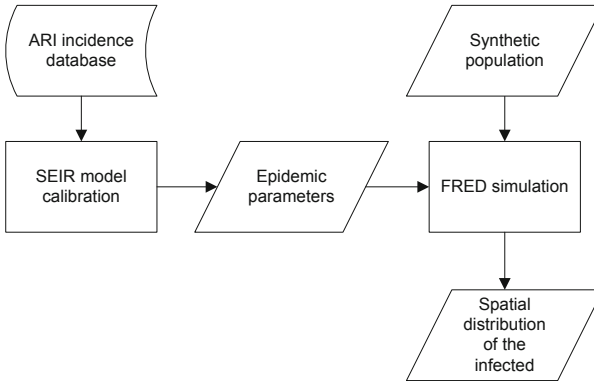 ARI incidence
database
Synthetic
population
SEIR model
calibration
Epidemic
parameters
FRED simulation
Spatial
distribution
of the
infected